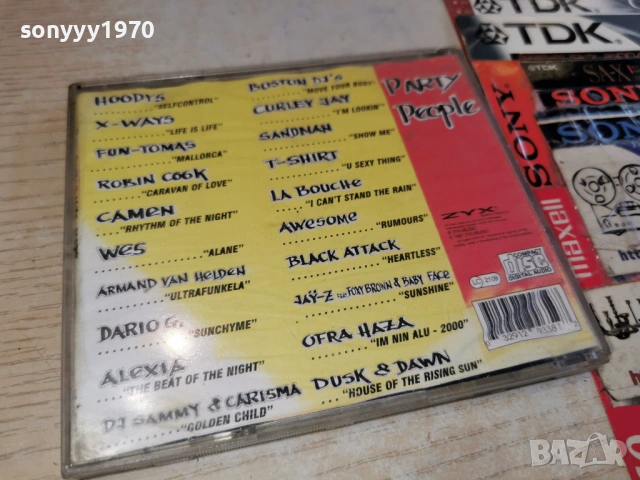 sonyyy1970
HOODYS
"SELFCONTROL"
X-WAYS
"LIFE IS LIFE"
FUN-TOMAS
"MALLORCA"
ROBIN COOK
"CARAVAN OF LOVE"
CAMEN
"RHYTHM OF THE NIGHT"
WES
"ALANE"
ARMAND VAN HELDEN
"ULTRAFUNKELA"
DARIO G.
"SUNCHYME"
ALEXIA
"THE BEAT OF THE NIGHT"
DJ SAMMY & CARISMA
"GOLDEN CHILD"
BOSTON DJ'S
"MOVE YOUR BODY"
CURLEY JAY
"I'M LOOKIN"
SANDNAN
"SHOW ME"
T-SHIRT
"U SEXY THING"
LA BOUCHE
"I CAN'T STAND THE RAIN"
AWESOME
"RUMOURS"
BLACK ATTACK
"HEARTLESS"
JAY-Z FEAT. FOXY BROWN & BABY FACE
"SUNSHINE"
OFRA HAZA
"IM NIN ALU - 2000"
DUSK & DAWN
"HOUSE OF THE RISING SUN"
PARTY
PEOPLE
ZYX
COMPACT
disc
DIGITAL AUDIO
TDK
TDK
TDK
SONY
maxell
BAZAR
bg